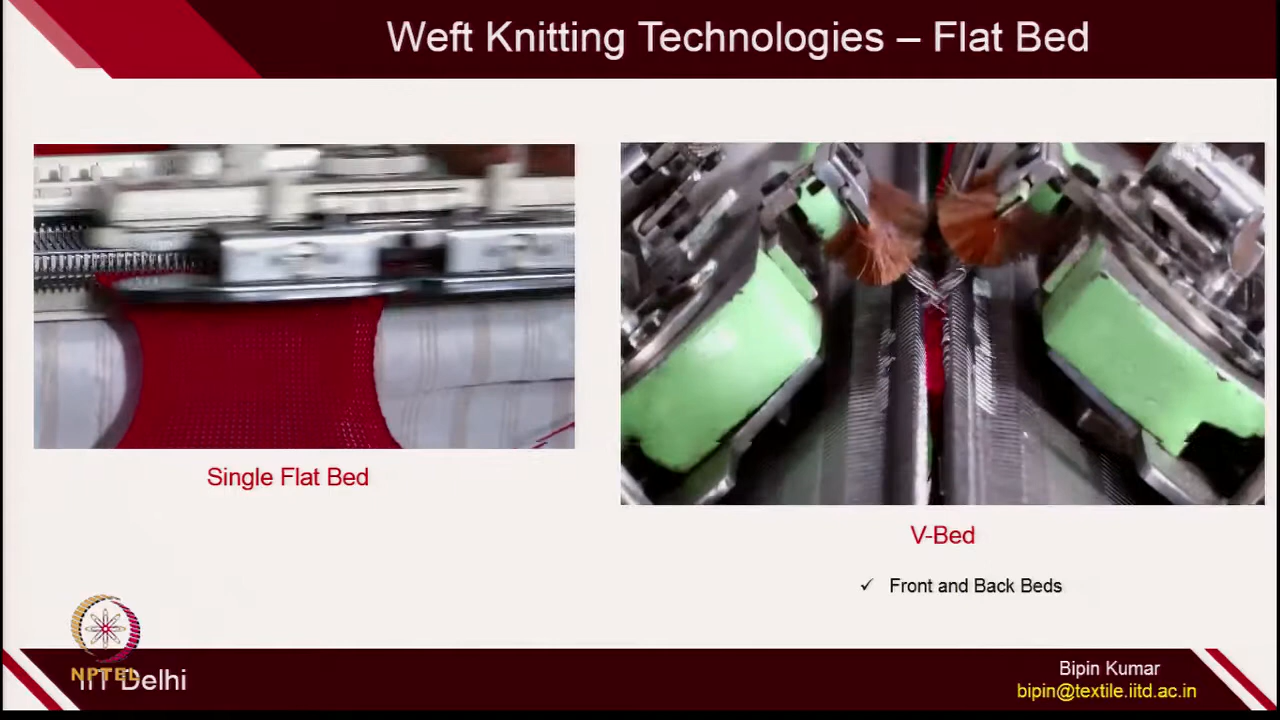 Weft Knitting Technologies – Flat Bed
Single Flat Bed
V-Bed
✓ Front and Back Beds
NPTEL
IIT Delhi
Bipin Kumar
bipin@textile.iitd.ac.in